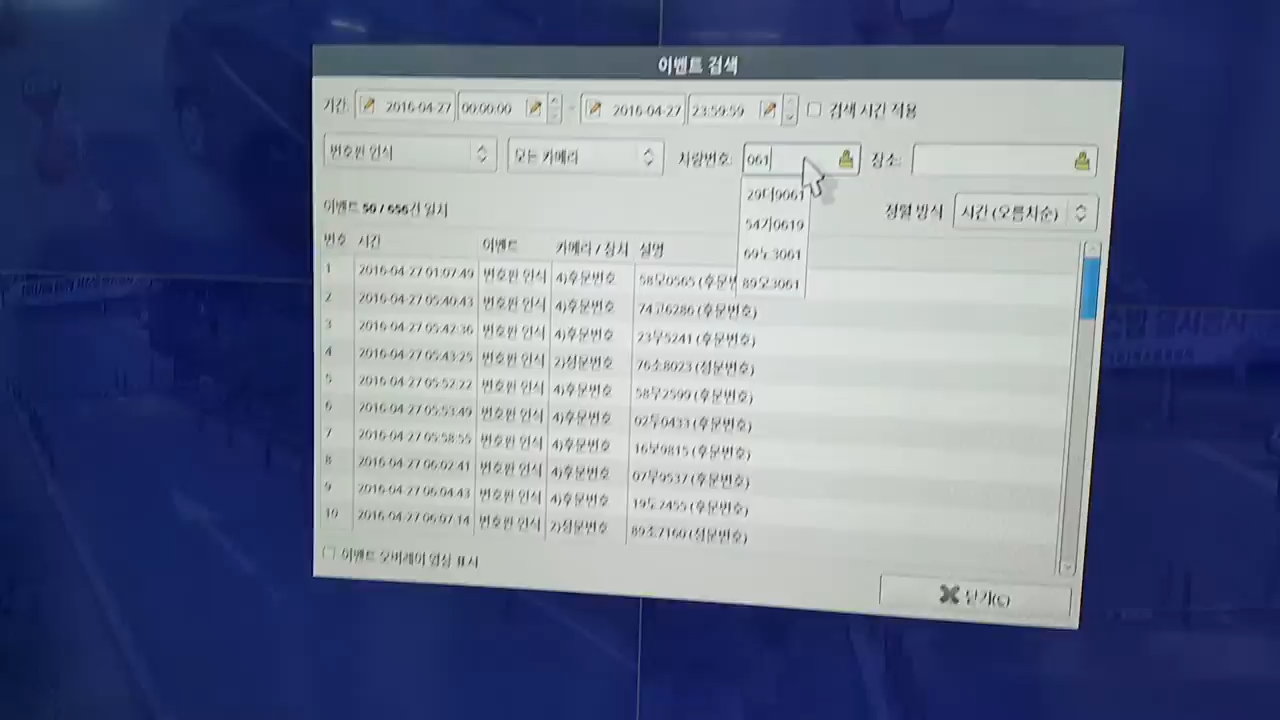 이벤트 검색
기간: 2016-04-27 00:00:00 - 2016-04-27 23:59:59 검색 시간 적용
번호판 인식 모든 카메라 차량번호: 061 장소:
29더9061
54가0619
69노3061
89오3061
이벤트 50 / 656건 일치 정렬 방식 시간 (오름차순)
번호 시간 이벤트 카메라 / 장치 설명
1 2016-04-27 01:07:49 번호판 인식 4)후문번호 58모0565 (후문번
2 2016-04-27 05:40:43 번호판 인식 4)후문번호 74고6286 (후문번호)
3 2016-04-27 05:42:36 번호판 인식 4)후문번호 23부5241 (후문번호)
4 2016-04-27 05:43:25 번호판 인식 2)정문번호 76소8023 (정문번호)
5 2016-04-27 05:52:22 번호판 인식 4)후문번호 58무2599 (후문번호)
6 2016-04-27 05:53:49 번호판 인식 4)후문번호 02두0433 (후문번호)
7 2016-04-27 05:58:55 번호판 인식 4)후문번호 16보9815 (후문번호)
8 2016-04-27 06:02:41 번호판 인식 4)후문번호 07부9537 (후문번호)
9 2016-04-27 06:04:43 번호판 인식 4)후문번호 19도2455 (후문번호)
10 2016-04-27 06:07:14 번호판 인식 2)정문번호 89조7160 (정문번호)
이벤트 오버레이 영상 표시
닫기(C)